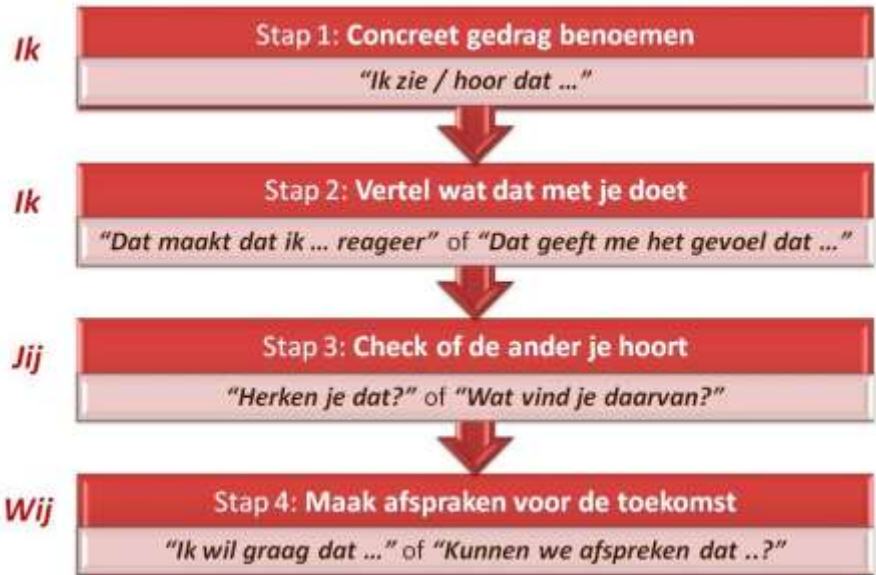 Ik
Stap 1: Concreet gedrag benoemen
“Ik zie / hoor dat …”
Ik
Stap 2: Vertel wat dat met je doet
“Dat maakt dat ik … reageer” of “Dat geeft me het gevoel dat …”
Jij
Stap 3: Check of de ander je hoort
“Herken je dat?” of “Wat vind je daarvan?”
Wij
Stap 4: Maak afspraken voor de toekomst
“Ik wil graag dat …” of “Kunnen we afspreken dat ..?”